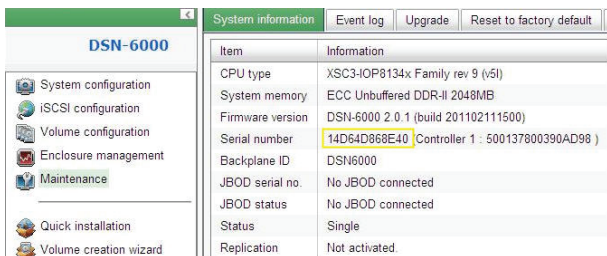 DSN-6000
System configuration
iSCSI configuration
Volume configuration
Enclosure management
Maintenance
Quick installation
Volume creation wizard
System information Event log Upgrade Reset to factory default
Item Information
CPU type XSC3-IOP8134x Family rev 9 (v5l)
System memory ECC Unbuffered DDR-II 2048MB
Firmware version DSN-6000 2.0.1 (build 201102111500)
Serial number 14D64D868E40 (Controller 1 : 500137800390AD98 )
Backplane ID DSN6000
JBOD serial no. No JBOD connected
JBOD status No JBOD connected
Status Single
Replication Not activated.